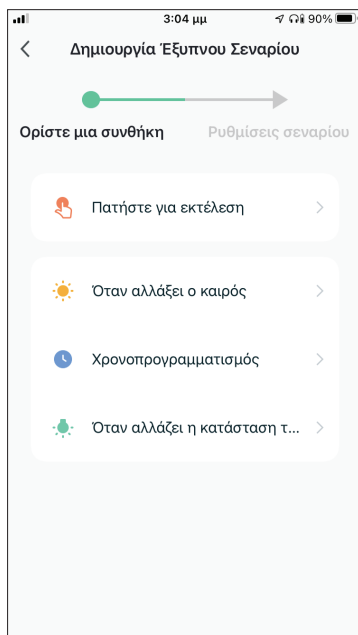 3:04 μμ
90%
Δημιουργία Έξυπνου Σεναρίου
Ορίστε μια συνθήκη
Ρυθμίσεις σεναρίου
Πατήστε για εκτέλεση
Όταν αλλάξει ο καιρός
Χρονοπρογραμματισμός
Όταν αλλάζει η κατάσταση τ...